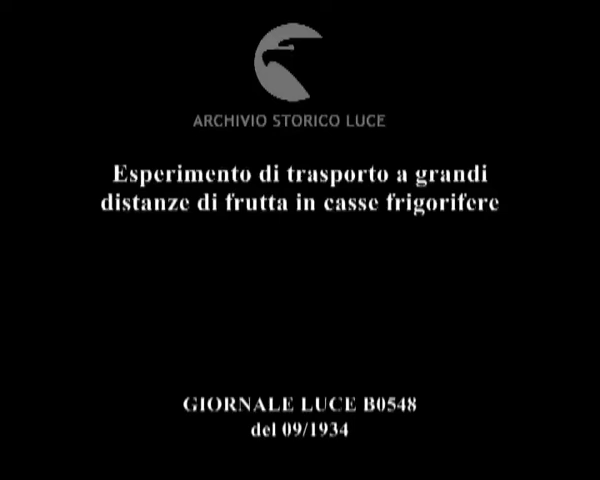 ARCHIVIO STORICO LUCE
Esperimento di trasporto a grandi
distanze di frutta in casse frigorifere
GIORNALE LUCE B0548
del 09/1934